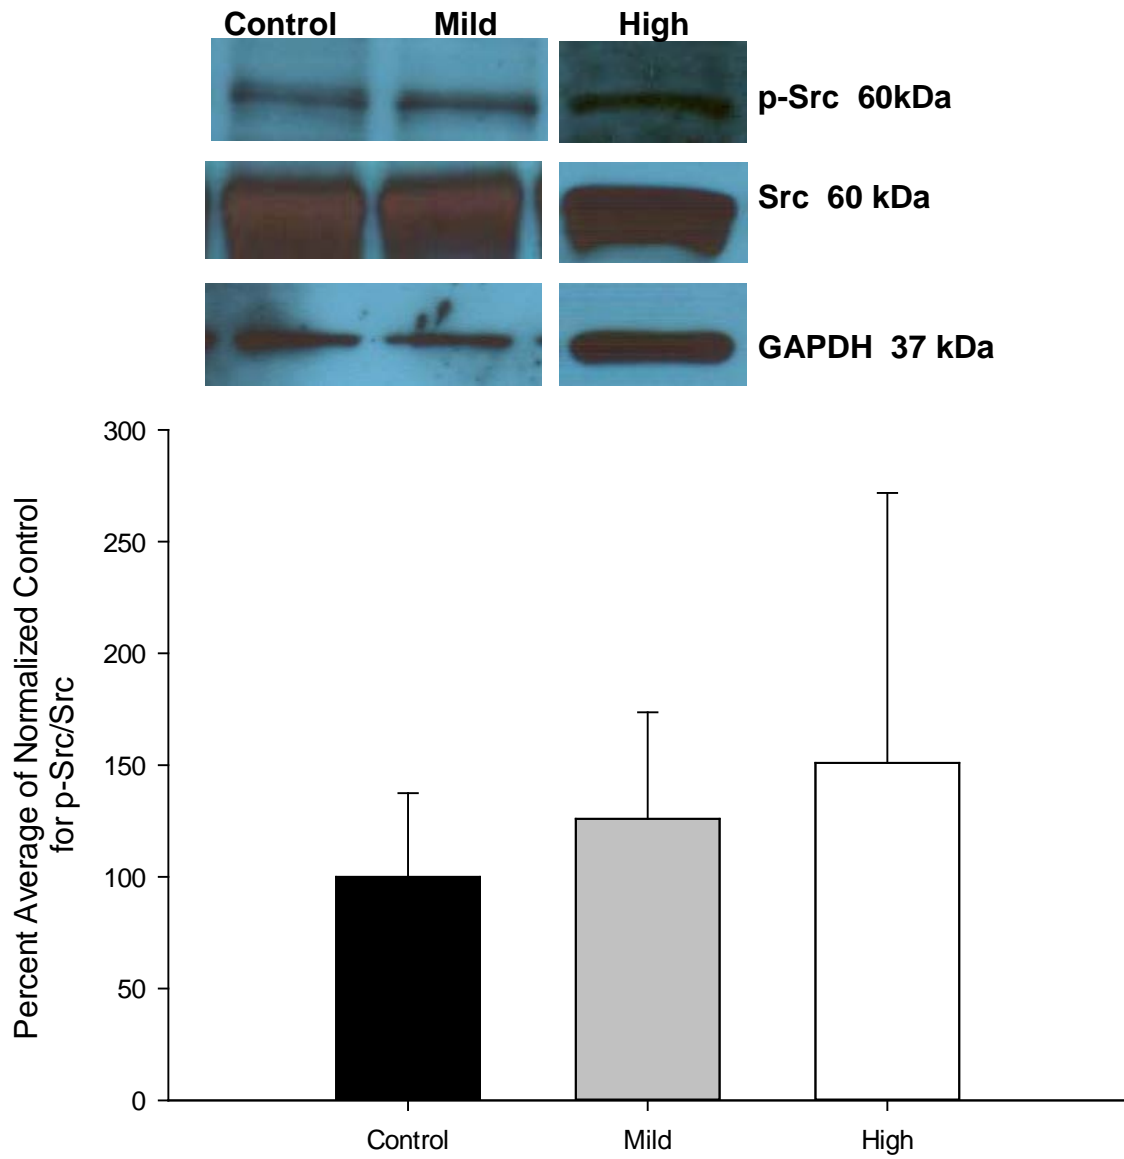 Control Mild High
p-Src 60kDa
Src 60 kDa
GAPDH 37 kDa
300
250
200
150
100
50
0
Percent Average of Normalized Control
for p-Src/Src
Control Mild High